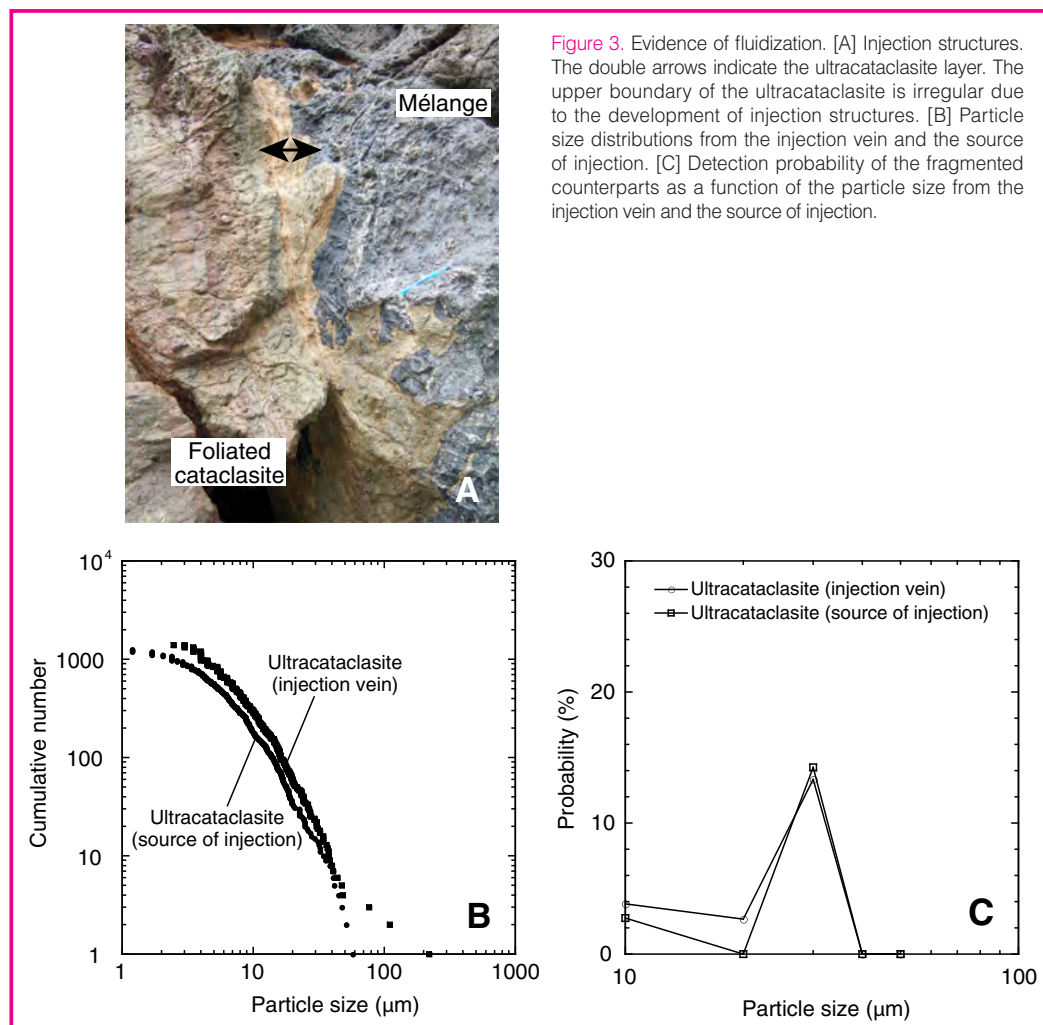 Figure 3. Evidence of fluidization. [A] Injection structures.
The double arrows indicate the ultracataclasite layer. The
upper boundary of the ultracataclasite is irregular due
to the development of injection structures. [B] Particle
size distributions from the injection vein and the source
of injection. [C] Detection probability of the fragmented
counterparts as a function of the particle size from the
injection vein and the source of injection.
Mélange
Foliated
cataclasite
A
10⁴
1000
100
10
1
Cumulative number
Ultracataclasite
(injection vein)
Ultracataclasite
(source of injection)
B
1
10
100
1000
Particle size (µm)
30
20
10
0
Probability (%)
Ultracataclasite (injection vein)
Ultracataclasite (source of injection)
C
10
100
Particle size (µm)